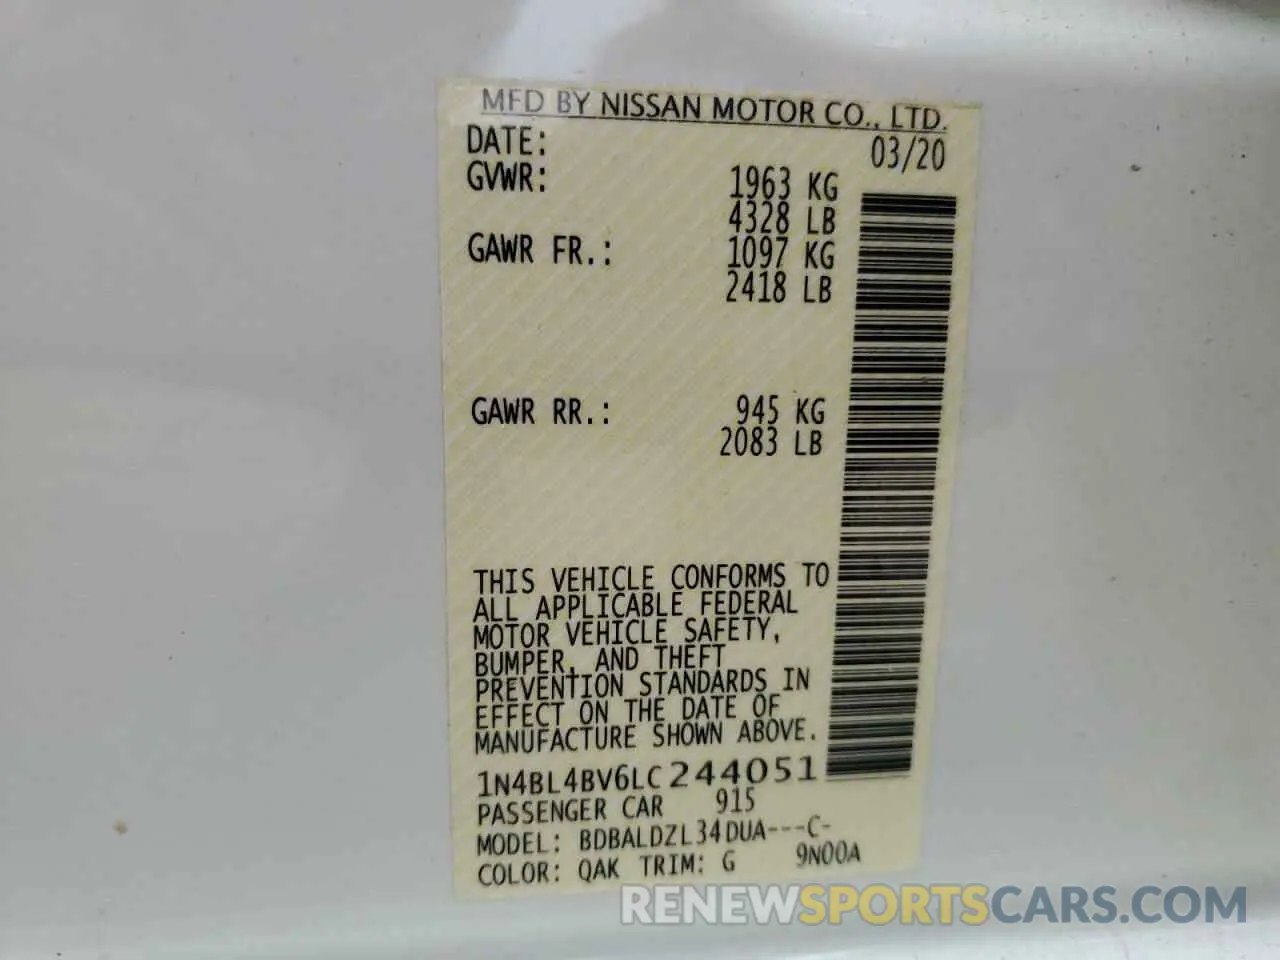 MFD BY NISSAN MOTOR CO., LTD.
DATE: 03/20
GVWR: 1963 KG
4328 LB
GAWR FR.: 1097 KG
2418 LB
GAWR RR.: 945 KG
2083 LB
THIS VEHICLE CONFORMS TO
ALL APPLICABLE FEDERAL
MOTOR VEHICLE SAFETY,
BUMPER, AND THEFT
PREVENTION STANDARDS IN
EFFECT ON THE DATE OF
MANUFACTURE SHOWN ABOVE.
1N4BL4BV6LC244051
PASSENGER CAR 915
MODEL: BDBALDZL34DUA---C-
COLOR: QAK TRIM: G 9N00A
RENEWSPORTSCARS.COM